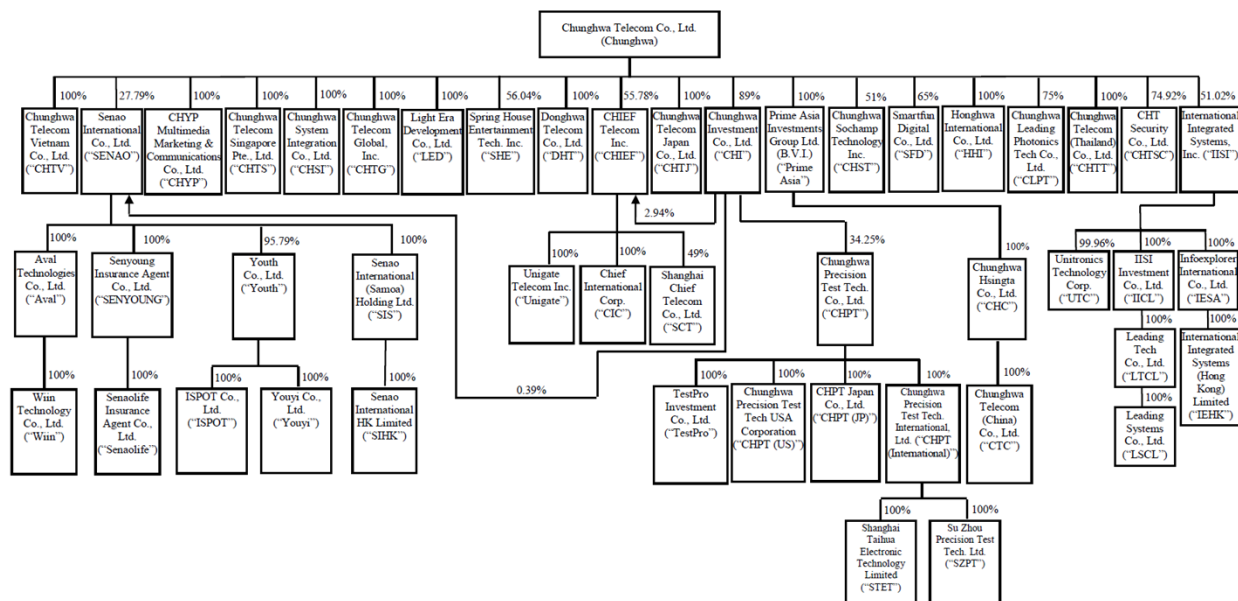 Chunghwa Telecom Co., Ltd.
(Chunghwa)
100%
27.79%
100%
100%
100%
100%
100%
56.04%
100%
55.78%
100%
89%
100%
51%
65%
100%
75%
100%
74.92%
51.02%
Chunghwa
Telecom
Vietnam
Co., Ltd.
("CHTV")
Senao
International
Co., Ltd.
("SENAO")
CHYP
Multimedia
Marketing &
Communications
Co., Ltd.
("CHYP")
Chunghwa
Telecom
Singapore
Pte., Ltd.
("CHTS")
Chunghwa
System
Integration
Co., Ltd.
("CHSI")
Chunghwa
Telecom
Global,
Inc.
("CHTG")
Light Era
Development
Co., Ltd.
("LED")
Spring House
Entertainment
Tech. Inc.
("SHE")
Donghwa
Telecom
Co., Ltd.
("DHT")
CHIEF
Telecom
Inc.
("CHIEF")
Chunghwa
Telecom
Japan
Co., Ltd.
("CHTJ")
Chunghwa
Investment
Co., Ltd.
("CHI")
Prime Asia
Investments
Group Ltd.
(B.V.I.)
("Prime
Asia")
Chunghwa
Sochamp
Technology
Inc.
("CHST")
Smartfun
Digital
Co., Ltd.
("SFD")
Honghwa
International
Co., Ltd.
("HHI")
Chunghwa
Leading
Photonics
Tech Co.,
Ltd.
("CLPT")
Chunghwa
Telecom
(Thailand)
Co., Ltd.
("CHTT")
CHT
Security
Co., Ltd.
("CHTSC")
International
Integrated
Systems,
Inc. ("IISI")
2.94%
100%
Aval
Technologies
Co., Ltd.
("Aval")
100%
Senyoung
Insurance Agent
Co., Ltd.
("SENYOUNG")
95.79%
Youth
Co., Ltd.
("Youth")
100%
Senao
International
(Samoa)
Holding Ltd.
("SIS")
100%
Unigate
Telecom Inc.
("Unigate")
100%
Chief
International
Corp.
("CIC")
49%
Shanghai
Chief
Telecom
Co., Ltd.
("SCT")
34.25%
Chunghwa
Precision
Test Tech.
Co., Ltd.
("CHPT")
100%
Chunghwa
Hsingta
Co., Ltd.
("CHC")
99.96%
Unitronics
Technology
Corp.
("UTC")
100%
IISI
Investment
Co., Ltd.
("IICL")
100%
Infoexplorer
International
Co., Ltd.
("IESA")
100%
Wiin
Technology
Co., Ltd.
("Wiin")
100%
Senaolife
Insurance
Agent Co.,
Ltd.
("Senaolife")
100%
ISPOT Co.,
Ltd.
("ISPOT")
100%
Youyi Co.,
Ltd.
("Youyi")
100%
Senao
International
HK Limited
("SIHK")
0.39%
100%
TestPro
Investment
Co., Ltd.
("TestPro")
100%
Chunghwa
Precision Test
Tech USA
Corporation
("CHPT (US)")
100%
CHPT Japan
Co., Ltd.
("CHPT (JP)")
100%
Chunghwa
Precision
Test Tech.
International,
Ltd. ("CHPT
(International)")
100%
Chunghwa
Telecom
(China)
Co., Ltd.
("CTC")
100%
Leading
Tech
Co., Ltd.
("LTCL")
100%
International
Integrated
Systems
(Hong
Kong)
Limited
("IEHK")
100%
Leading
Systems
Co., Ltd.
("LSCL")
100%
Shanghai
Taihua
Electronic
Technology
Limited
("STET")
100%
Su Zhou
Precision Test
Tech. Ltd.
("SZPT")